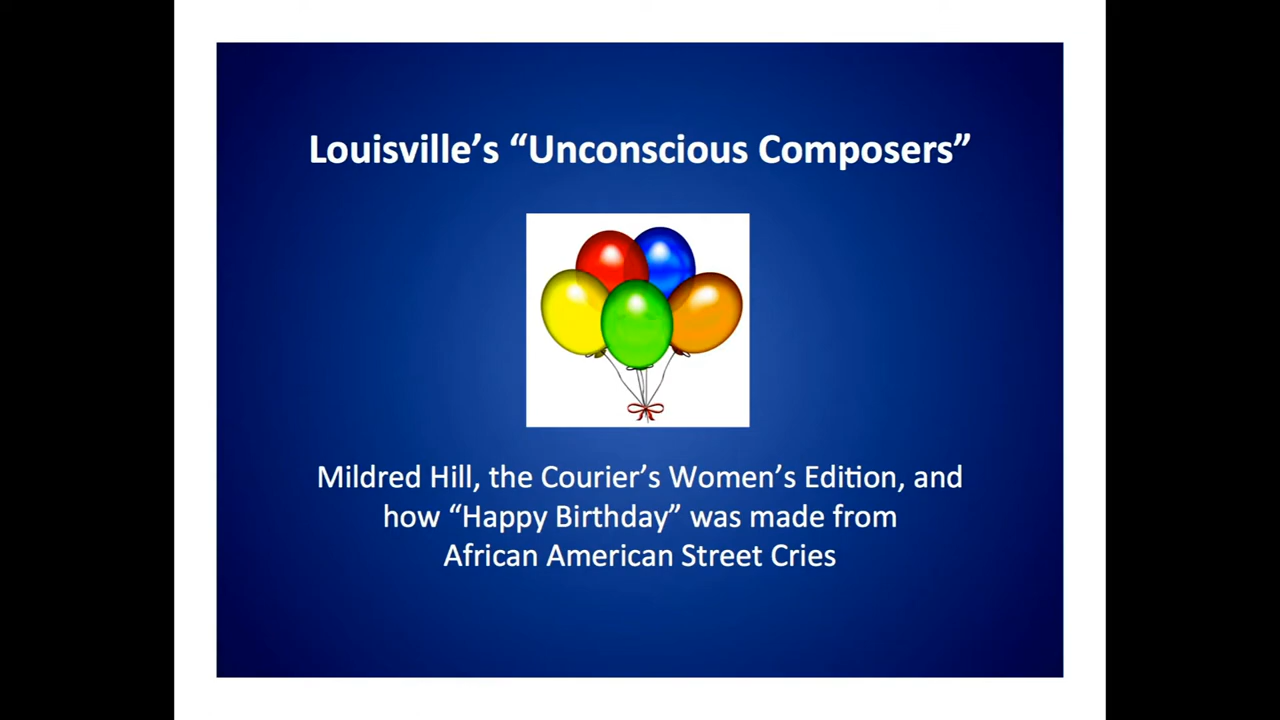 Louisville’s “Unconscious Composers”
Mildred Hill, the Courier’s Women’s Edition, and
how “Happy Birthday” was made from
African American Street Cries